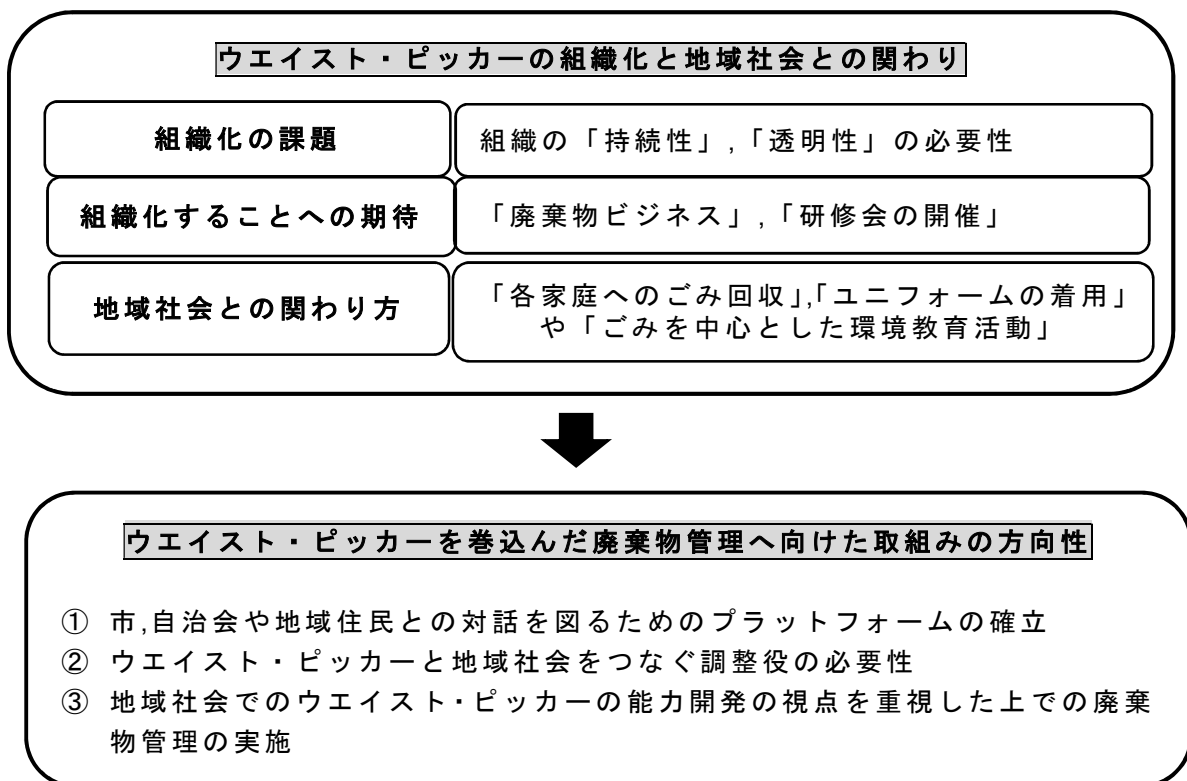 ウエイスト・ピッカーの組織化と地域社会との関わり
組織化の課題
組織の「持続性」,「透明性」の必要性
組織化することへの期待
「廃棄物ビジネス」,「研修会の開催」
地域社会との関わり方
「各家庭へのごみ回収」,「ユニフォームの着用」
や「ごみを中心とした環境教育活動」
ウエイスト・ピッカーを巻込んだ廃棄物管理へ向けた取組みの方向性
① 市,自治会や地域住民との対話を図るためのプラットフォームの確立
② ウエイスト・ピッカーと地域社会をつなぐ調整役の必要性
③ 地域社会でのウエイスト・ピッカーの能力開発の視点を重視した上での廃棄
物管理の実施